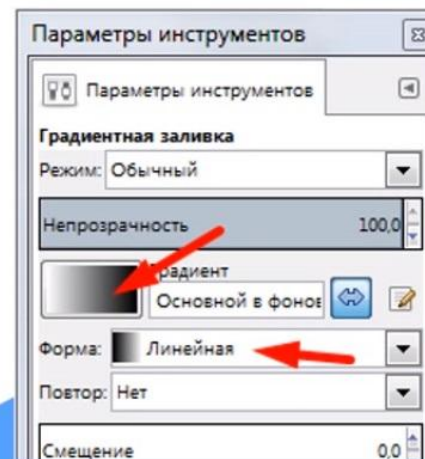 Параметры инструментов
Параметры инструментов
Градиентная заливка
Режим: Обычный
Непрозрачность 100,0
радиент
Основной в фонов
Форма: Линейная
Повтор: Нет
Смещение 0,0